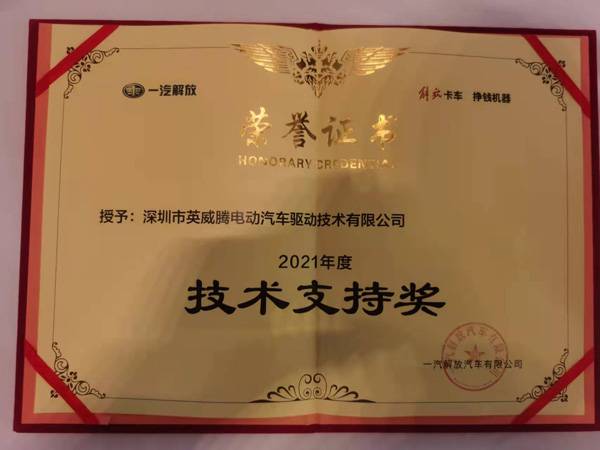 一汽解放
解放卡车 挣钱机器
荣誉证书
HONORARY CREDENTIAL
授予：深圳市英威腾电动汽车驱动技术有限公司
2021年度
技术支持奖
一汽解放汽车有限公司